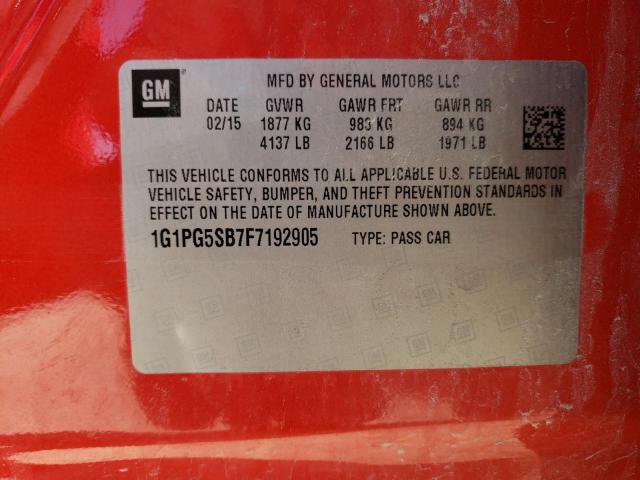 GM
MFD BY GENERAL MOTORS LLC
DATE GVWR GAWR FRT GAWR RR
02/15 1877 KG 983 KG 894 KG
4137 LB 2166 LB 1971 LB
THIS VEHICLE CONFORMS TO ALL APPLICABLE U.S. FEDERAL MOTOR
VEHICLE SAFETY, BUMPER, AND THEFT PREVENTION STANDARDS IN
EFFECT ON THE DATE OF MANUFACTURE SHOWN ABOVE.
1G1PG5SB7F7192905 TYPE: PASS CAR